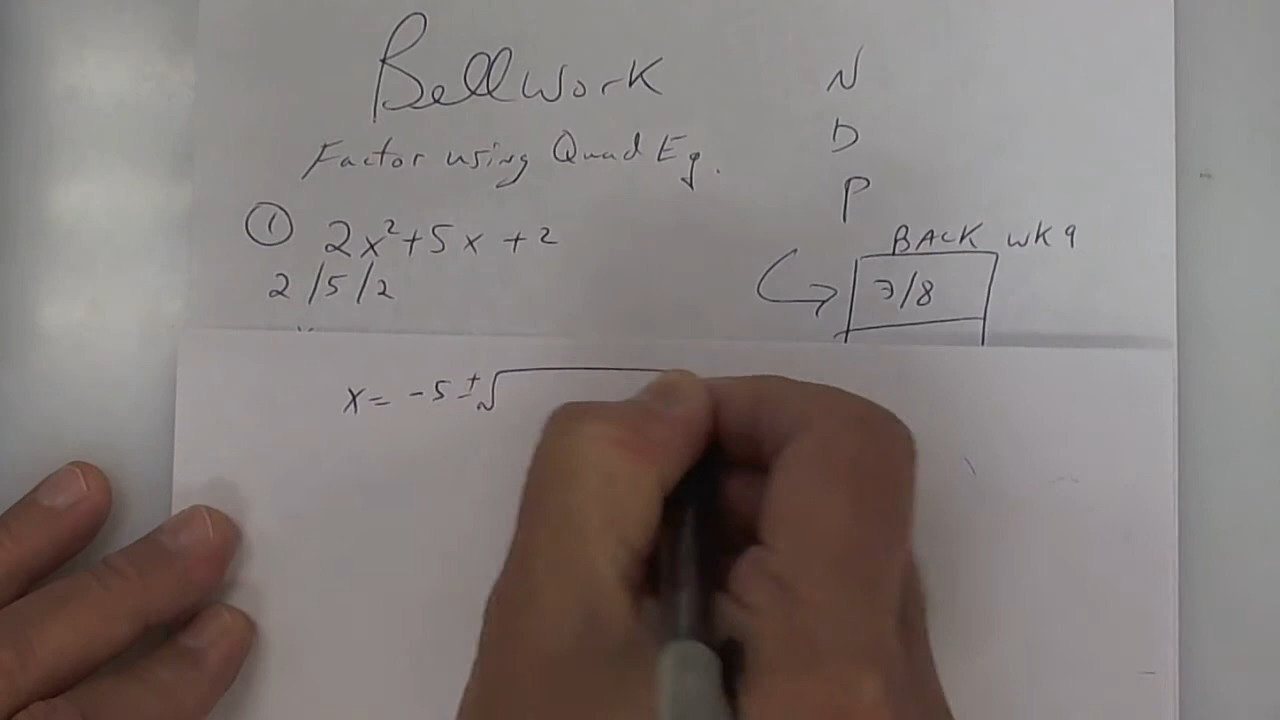 Bellwork
Factor using Quad Eq.
① 2x²+5x+2
2/5/2
N
D
P
BACK WK 9
7/8
x= -5±√